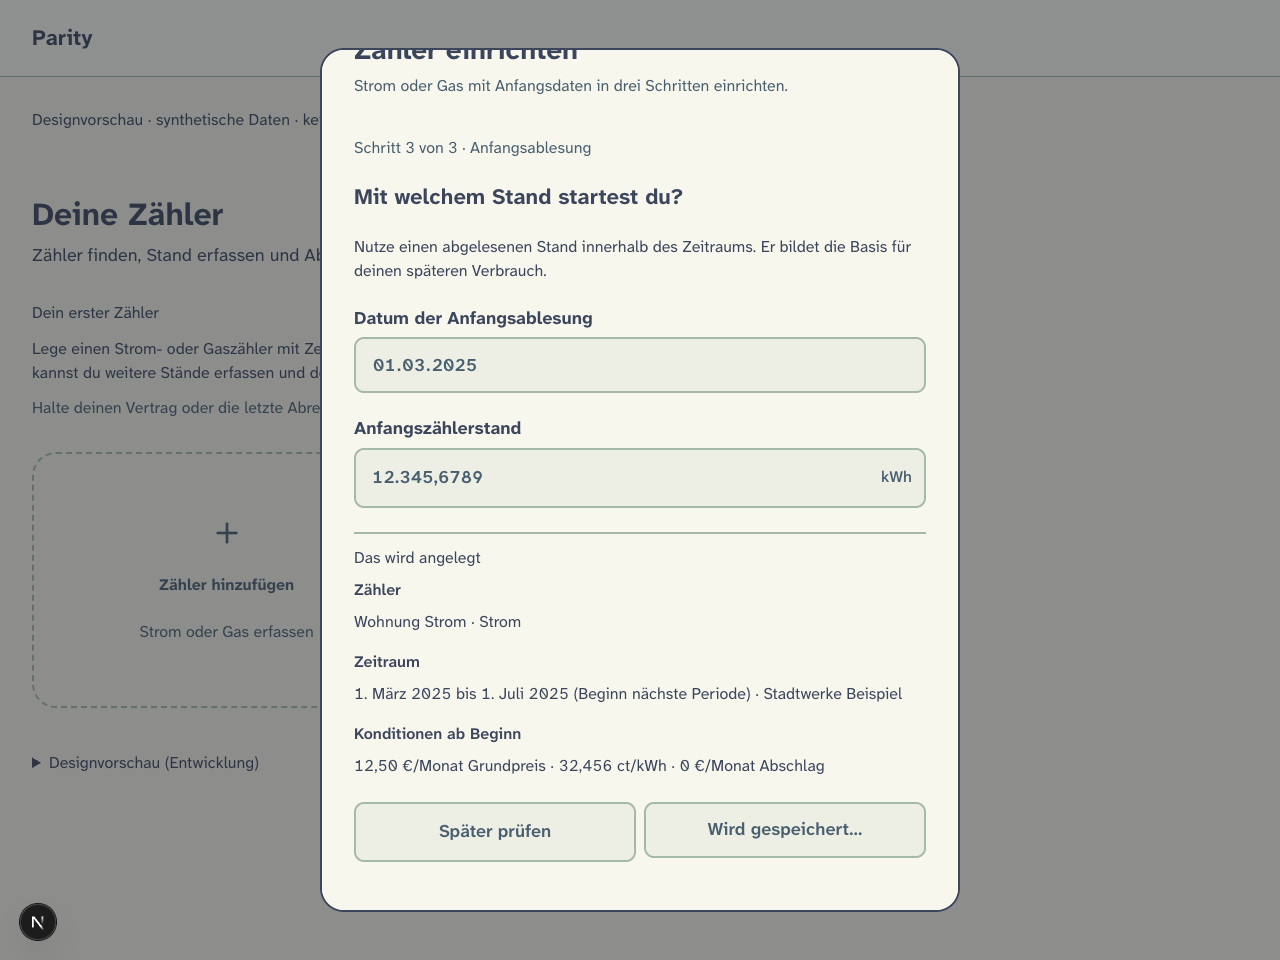 Parity
Designvorschau · synthetische Daten ·
Deine Zähler
Zähler finden, Stand erfassen und
Dein erster Zähler
Lege einen Strom- oder Gaszähler mit
kannst du weitere Stände erfassen und
Halte deinen Vertrag oder die letzte
+
Zähler hinzufügen
Strom oder Gas erfassen
Designvorschau (Entwicklung)
N
Zähler einrichten
Strom oder Gas mit Anfangsdaten in drei Schritten einrichten.
Schritt 3 von 3 · Anfangsablesung
Mit welchem Stand startest du?
Nutze einen abgelesenen Stand innerhalb des Zeitraums. Er bildet die Basis für
deinen späteren Verbrauch.
Datum der Anfangsablesung
01.03.2025
Anfangszählerstand
12.345,6789 kWh
Das wird angelegt
Zähler
Wohnung Strom · Strom
Zeitraum
1. März 2025 bis 1. Juli 2025 (Beginn nächste Periode) · Stadtwerke Beispiel
Konditionen ab Beginn
12,50 €/Monat Grundpreis · 32,456 ct/kWh · 0 €/Monat Abschlag
Später prüfen
Wird gespeichert…